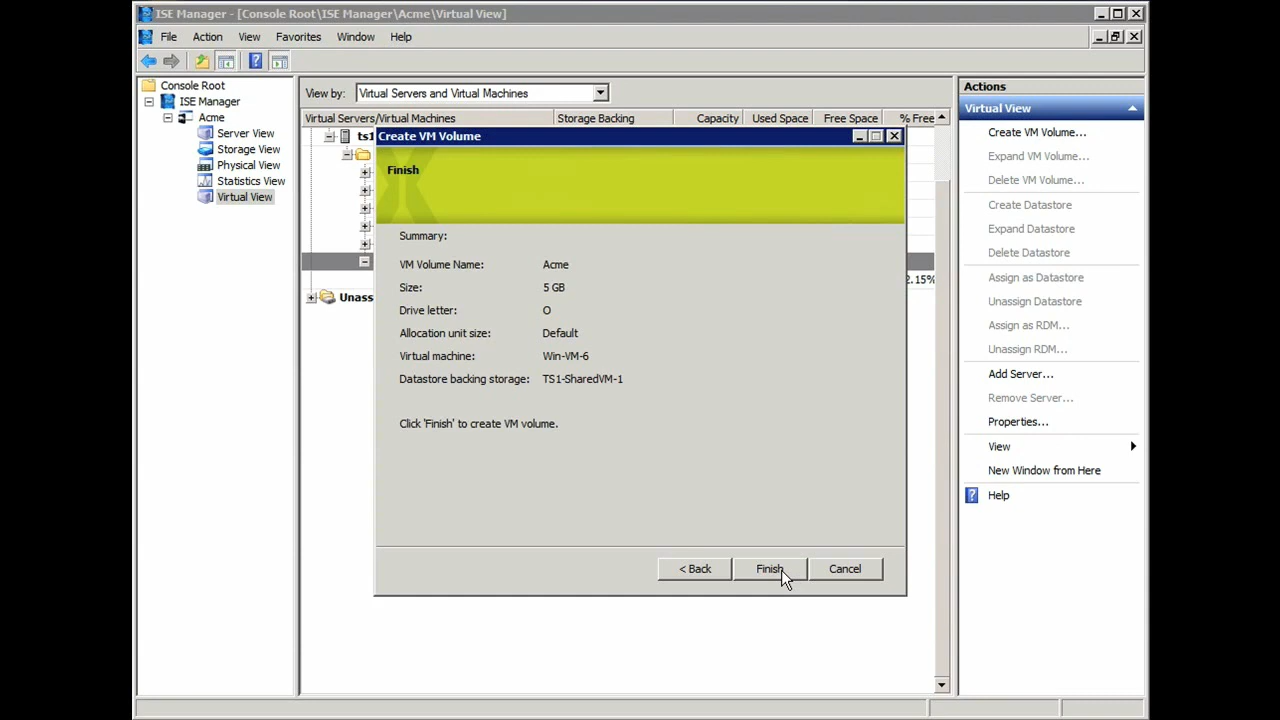 ISE Manager - [Console Root\ISE Manager\Acme\Virtual View]
File Action View Favorites Window Help
Console Root
ISE Manager
Acme
Server View
Storage View
Physical View
Statistics View
Virtual View
View by: Virtual Servers and Virtual Machines
Virtual Servers/Virtual Machines Storage Backing Capacity Used Space Free Space % Free
ts1
Unass
2.15%
Create VM Volume
Finish
Summary:
VM Volume Name: Acme
Size: 5 GB
Drive letter: O
Allocation unit size: Default
Virtual machine: Win-VM-6
Datastore backing storage: TS1-SharedVM-1
Click 'Finish' to create VM volume.
< Back Finish Cancel
Actions
Virtual View
Create VM Volume...
Expand VM Volume...
Delete VM Volume...
Create Datastore
Expand Datastore
Delete Datastore
Assign as Datastore
Unassign Datastore
Assign as RDM...
Unassign RDM...
Add Server...
Remove Server...
Properties...
View
New Window from Here
Help